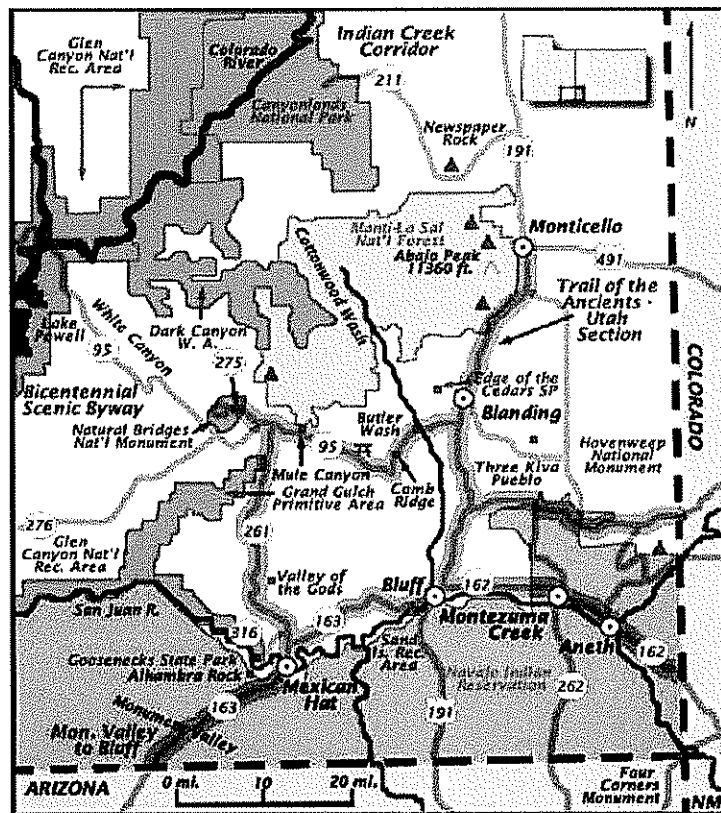 Glen
Canyon Nat'l
Rec. Area
Colorado
River
Indian Creek
Corridor
211
Canyonlands
National Park
Newspaper
Rock
191
N
Monticello
Manti-La Sal
Nat'l Forest
Abajo Peak
11360 ft.
491
Trail of the
Ancients -
Utah
Section
Cottonwood Wash
Lake
Powell
White Canyon
95
Dark Canyon
W. A.
275
COLORADO
Bicentennial
Scenic Byway
Edge of the
Cedars SP
Blanding
Natural Bridges
Nat'l Monument
Butler
Wash
95
Hovenweep
National
Monument
Mule Canyon
Comb
Ridge
Three Kiva
Pueblo
Grand Gulch
Primitive Area
276
Glen
Canyon Nat'l
Rec. Area
261
Valley of
the Gods
Bluff
162
San Juan R.
163
Montezuma
Creek
Aneth
316
Sand
Is. Rec.
Area
162
Goosenecks State Park
Alhambra Rock
Mexican
Hat
Navajo Indian
Reservation
163
Monument Valley
191
262
Mon. Valley
to Bluff
ARIZONA
0 mi.
10
20 mi.
Four
Corners
Monument
NM